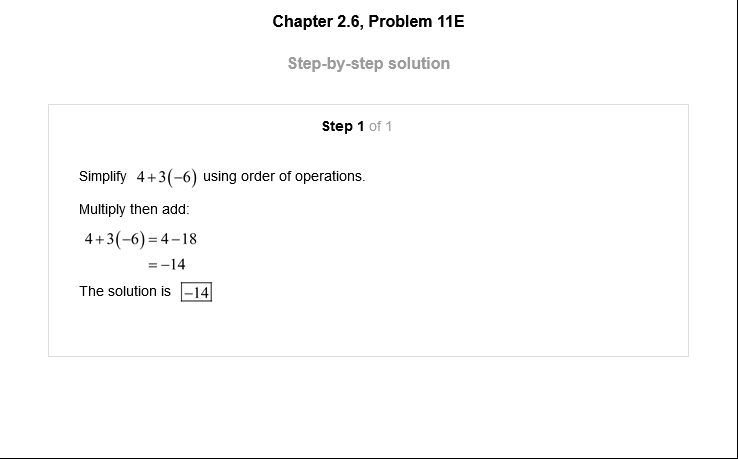 Chapter 2.6, Problem 11E
Step-by-step solution
Step 1 of 1
Simplify 4+3(−6) using order of operations.
Multiply then add:
4+3(−6)=4−18
=−14
The solution is −14